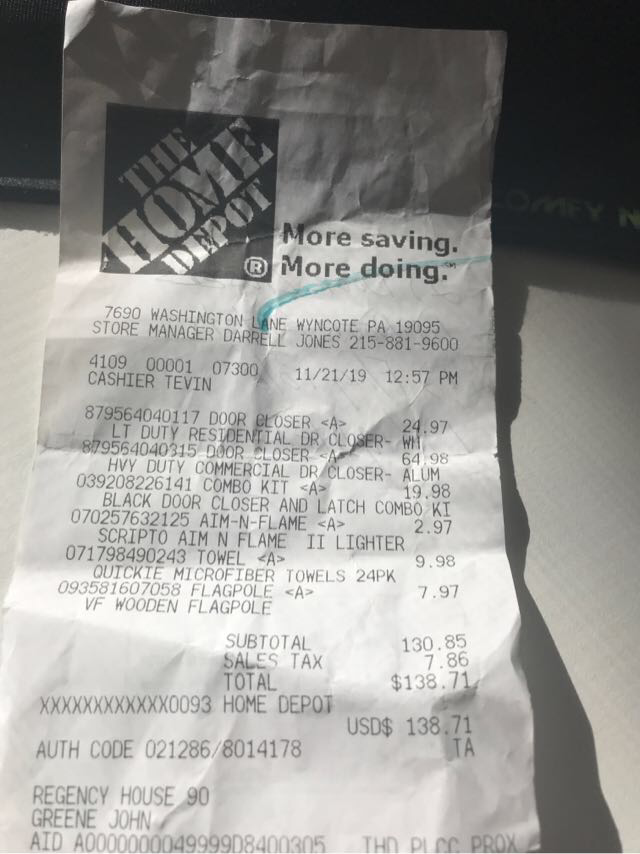 THE
HOME
DEPOT
®
More saving.
More doing.℠
7690 WASHINGTON LANE WYNCOTE PA 19095
STORE MANAGER DARRELL JONES 215-881-9600
4109 00001 07300 11/21/19 12:57 PM
CASHIER TEVIN
879564040117 DOOR CLOSER <A> 24.97
LT DUTY RESIDENTIAL DR CLOSER- WH
879564040315 DOOR CLOSER <A 64.98
HVY DUTY COMMERCIAL DR CLOSER- ALUM
039208226141 COMBO KIT <A> 19.98
BLACK DOOR CLOSER AND LATCH COMBO KI
070257632125 AIM-N-FLAME <A> 2.97
SCRIPTO AIM N FLAME II LIGHTER
071798490243 TOWEL <A> 9.98
QUICKIE MICROFIBER TOWELS 24PK
093581607058 FLAGPOLE <A> 7.97
VF WOODEN FLAGPOLE
SUBTOTAL 130.85
SALES TAX 7.86
TOTAL $138.71
XXXXXXXXXXXX0093 HOME DEPOT
USD$ 138.71
AUTH CODE 021286/8014178 TA
REGENCY HOUSE 90
GREENE JOHN
AID A0000000049999D8400305 THD PLCC PROX